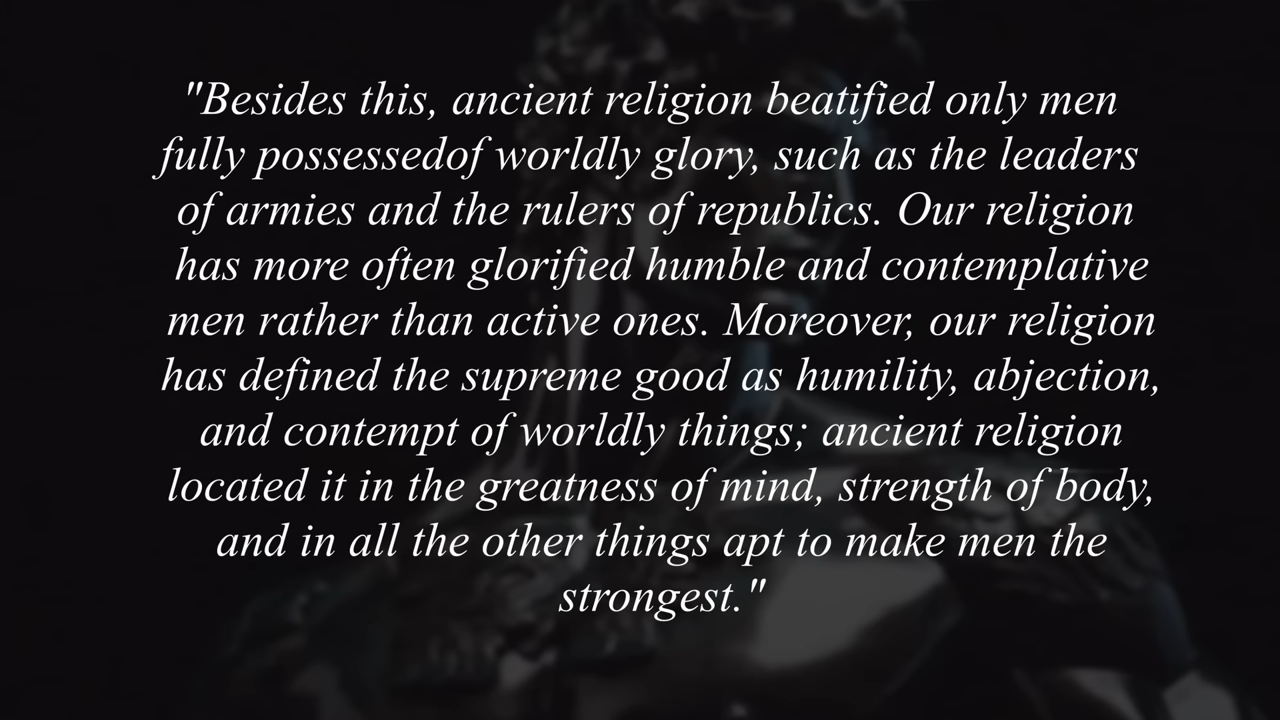 "Besides this, ancient religion beatified only men
fully possessedof worldly glory, such as the leaders
of armies and the rulers of republics. Our religion
has more often glorified humble and contemplative
men rather than active ones. Moreover, our religion
has defined the supreme good as humility, abjection,
and contempt of worldly things; ancient religion
located it in the greatness of mind, strength of body,
and in all the other things apt to make men the
strongest."